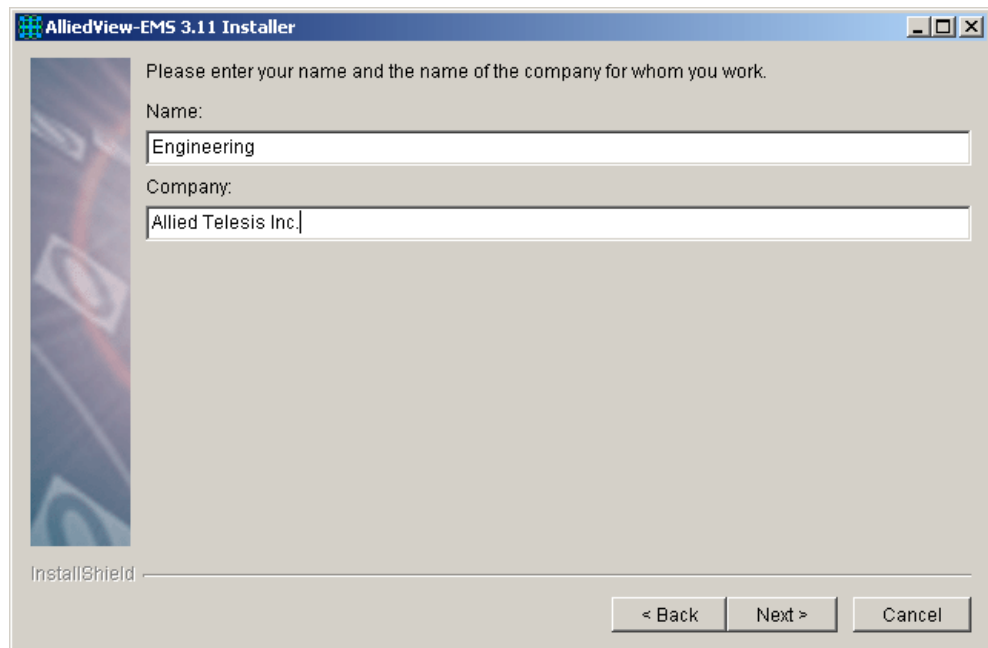 AlliedView-EMS 3.11 Installer
Please enter your name and the name of the company for whom you work.
Name:
Engineering
Company:
Allied Telesis Inc.
InstallShield
< Back Next > Cancel